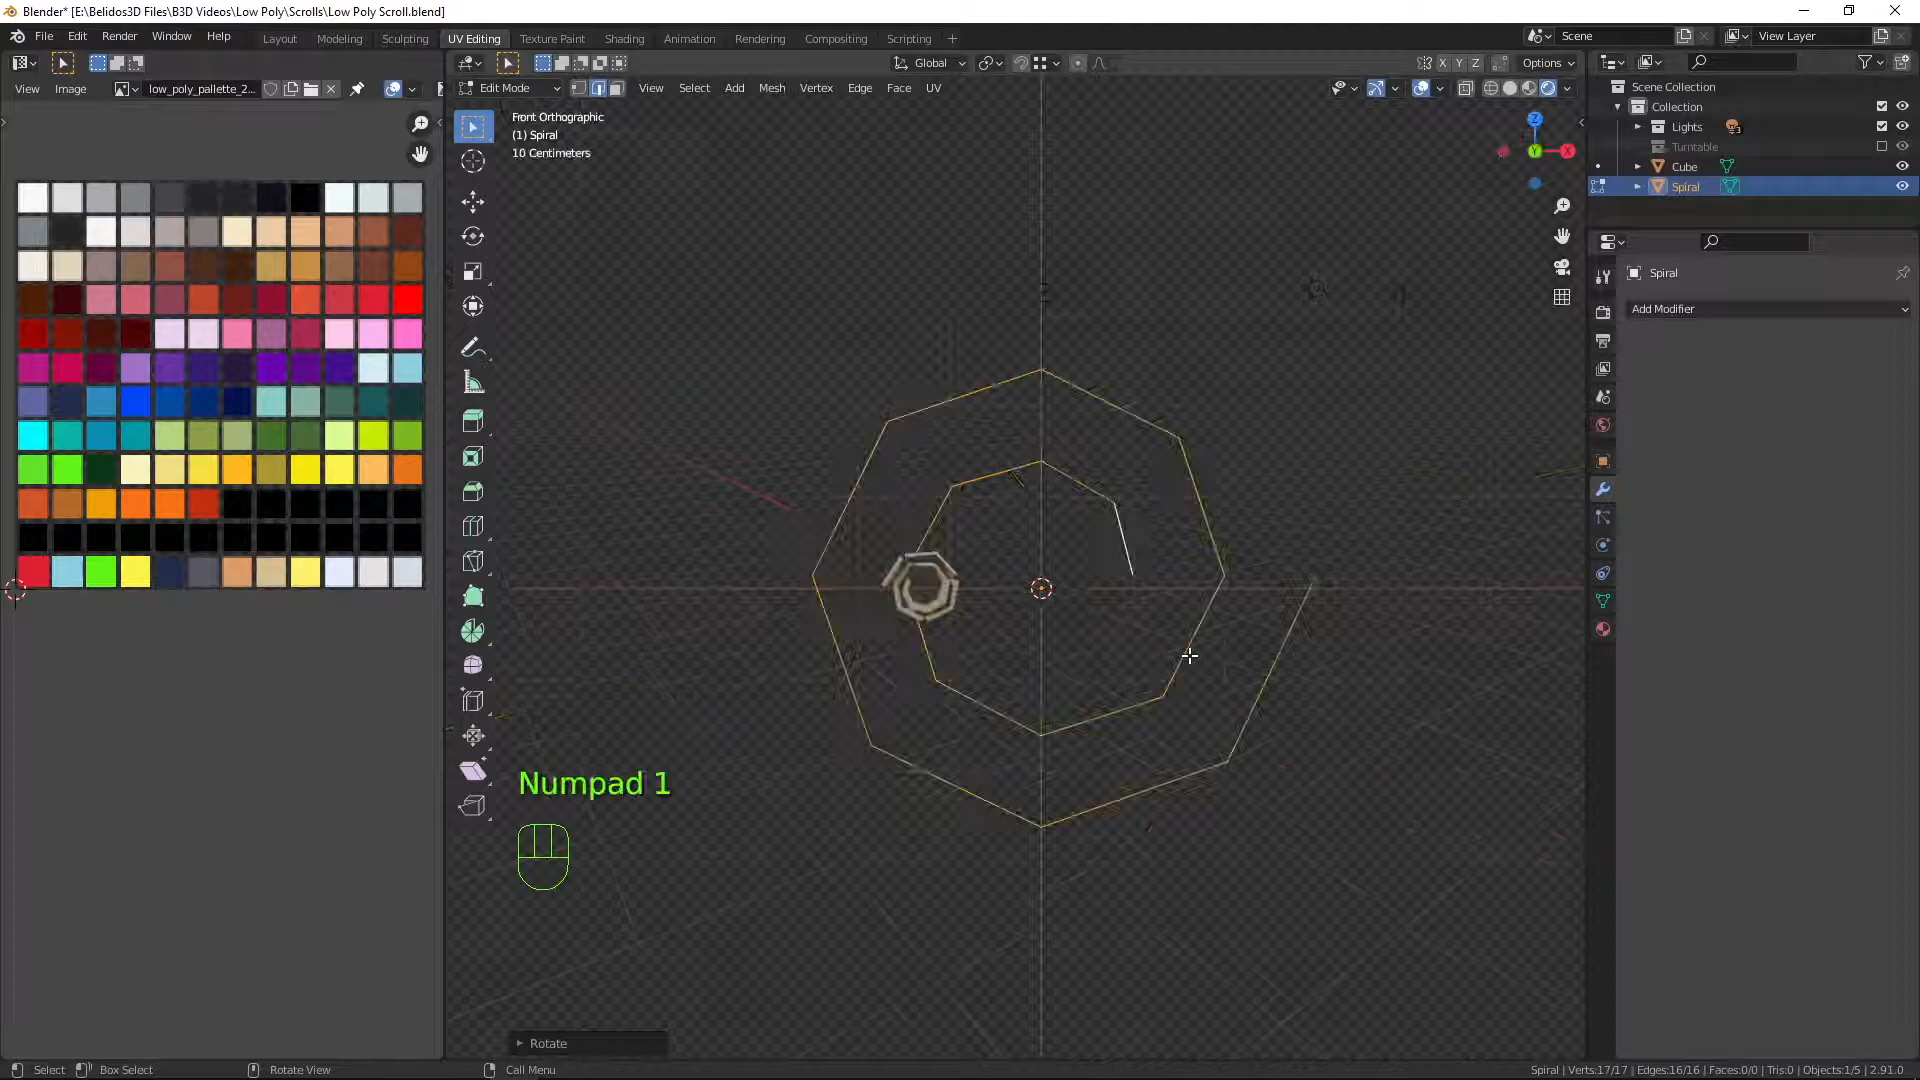 Blender* [E:\Belidos3D Files\B3D Videos\Low Poly\Scrolls\Low Poly Scroll.blend]
File Edit Render Window Help Layout Modeling Sculpting UV Editing Texture Paint Shading Animation Rendering Compositing Scripting Scene View Layer
Global X Y Z Options
View Image low_poly_pallette_2... Edit Mode View Select Add Mesh Vertex Edge Face UV
Scene Collection
Collection
Lights 3
Turntable
Cube
Spiral
Front Orthographic
(1) Spiral
10 Centimeters
Z
Y X
Spiral
Add Modifier
Numpad 1
Rotate
Select Box Select Rotate View Call Menu Spiral | Verts:17/17 | Edges:16/16 | Faces:0/0 | Tris:0 | Objects:1/5 | 2.91.0